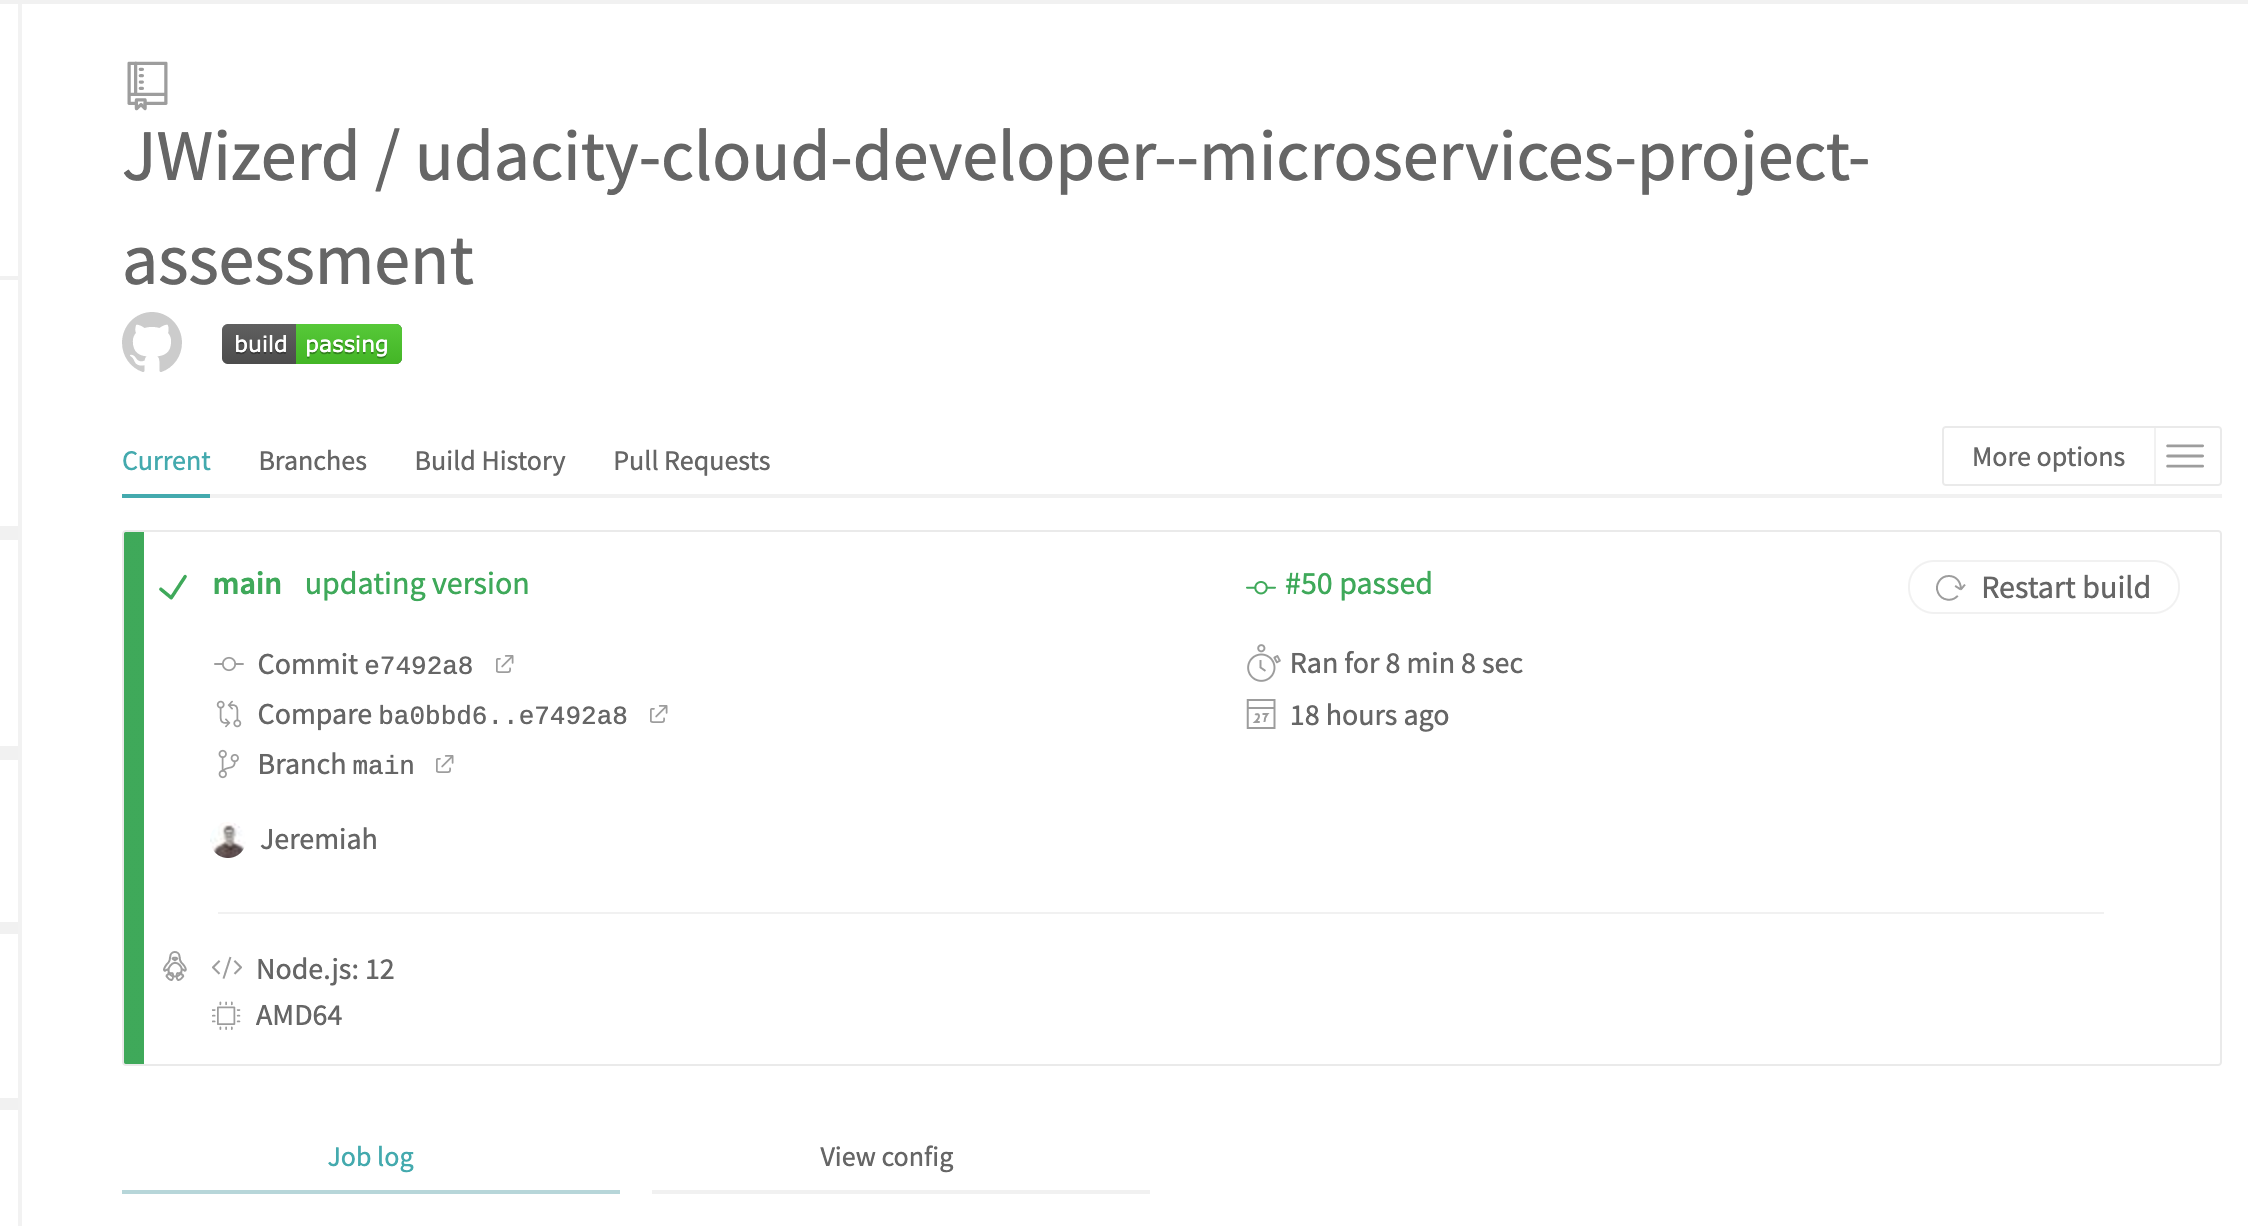 JWizerd / udacity-cloud-developer--microservices-project-
assessment
build passing
Current Branches Build History Pull Requests More options
main updating version #50 passed Restart build
Commit e7492a8 Ran for 8 min 8 sec
Compare ba0bbd6..e7492a8 27 18 hours ago
Branch main
Jeremiah
</> Node.js: 12
AMD64
Job log View config